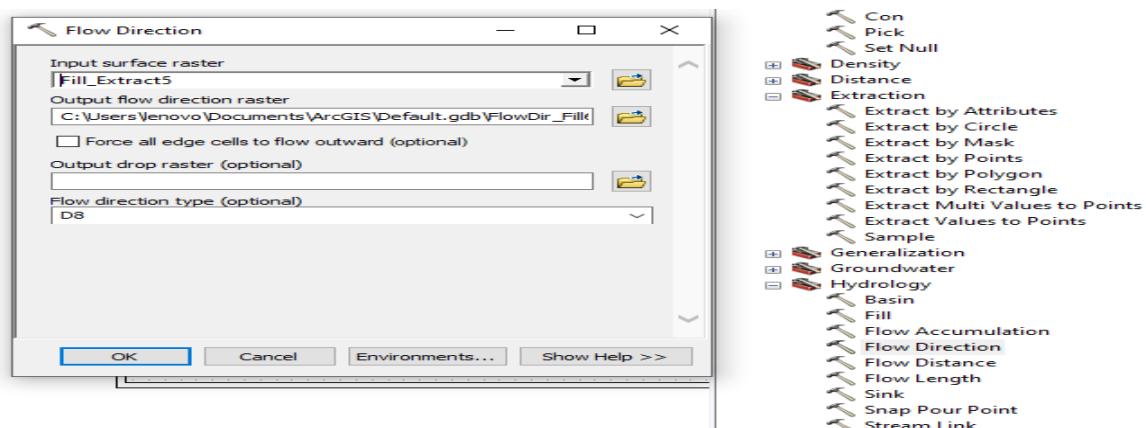 Flow Direction
Input surface raster
Fill_Extract5
Output flow direction raster
C:\Users\lenovo\Documents\ArcGIS\Default.gdb\FlowDir_Fille
Force all edge cells to flow outward (optional)
Output drop raster (optional)
Flow direction type (optional)
D8
OK
Cancel
Environments...
Show Help >>
Con
Pick
Set Null
Density
Distance
Extraction
Extract by Attributes
Extract by Circle
Extract by Mask
Extract by Points
Extract by Polygon
Extract by Rectangle
Extract Multi Values to Points
Extract Values to Points
Sample
Generalization
Groundwater
Hydrology
Basin
Fill
Flow Accumulation
Flow Direction
Flow Distance
Flow Length
Sink
Snap Pour Point
Stream Link